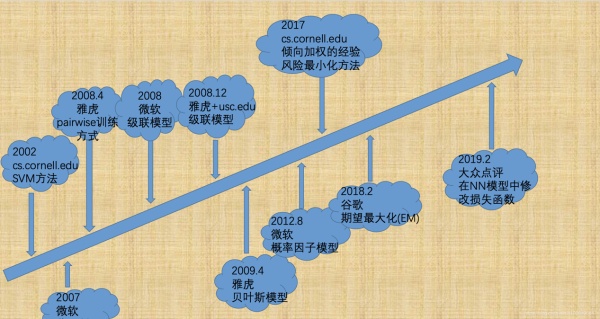 2002
cs.cornell.edu
SVM方法
2007
微软
2008.4
雅虎
pairwise训练
方式
2008
微软
级联模型
2008.12
雅虎+usc.edu
级联模型
2009.4
雅虎
贝叶斯模型
2012.8
微软
概率因子模型
2017
cs.cornell.edu
倾向加权的经验
风险最小化方法
2018.2
谷歌
期望最大化(EM)
2019.2
大众点评
在NN模型中修
改损失函数